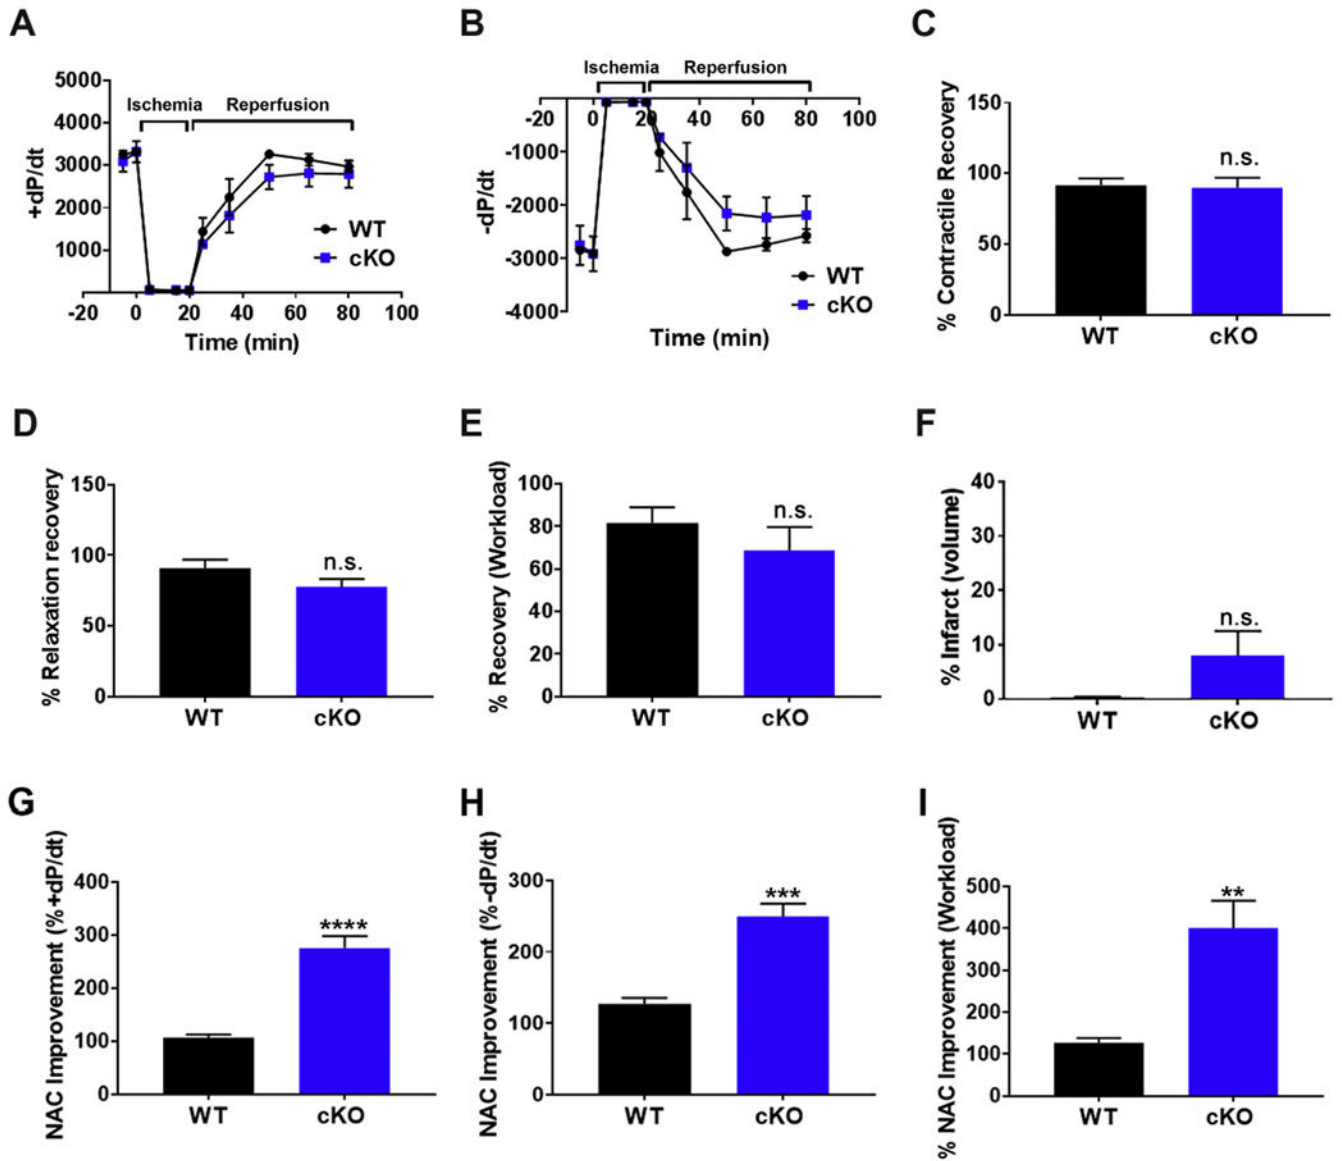 A
5000
4000
3000
2000
1000
+dP/dt
Ischemia Reperfusion
WT
cKO
-20 0 20 40 60 80 100
Time (min)
B
Ischemia Reperfusion
-20 0 20 40 60 80 100
-1000
-2000
-3000
-4000
-dP/dt
WT
cKO
Time (min)
C
% Contractile Recovery
150
100
50
0
n.s.
WT cKO
D
% Relaxation recovery
150
100
50
0
n.s.
WT cKO
E
% Recovery (Workload)
100
80
60
40
20
0
n.s.
WT cKO
F
% Infarct (volume)
40
30
20
10
0
n.s.
WT cKO
G
NAC Improvement (%+dP/dt)
400
300
200
100
0
****
WT cKO
H
NAC Improvement (%-dP/dt)
300
200
100
0
***
WT cKO
I
% NAC Improvement (Workload)
500
400
300
200
100
0
**
WT cKO